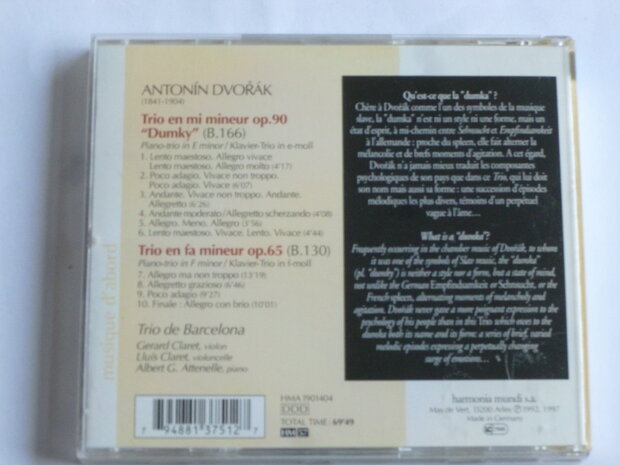 ANTONÍN DVOŘÁK
(1841-1904)
Trio en mi mineur op.90
"Dumky" (B.166)
Piano-trio in E minor / Klavier-Trio in e-moll
1. Lento maestoso. Allegro vivace
Lento maestoso. Allegro molto (4'17)
2. Poco adagio. Vivace non troppo.
Poco adagio. Vivace (6'07)
3. Andante. Vivace non troppo. Andante.
Allegretto (6'26)
4. Andante moderato / Allegretto scherzando (4'08)
5. Allegro. Meno. Allegro (3'56)
6. Lento maestoso. Vivace. Lento. Vivace (4'44)
Trio en fa mineur op.65 (B.130)
Piano-trio in F minor / Klavier-Trio in f-moll
7. Allegro ma non troppo (13'19)
8. Allegretto grazioso (6'46)
9. Poco adagio (9'27)
10. Finale : Allegro con brio (10'01)
Trio de Barcelona
Gerard Claret, violon
Lluís Claret, violoncelle
Albert G. Attenelle, piano
musique d'abord
Qu'est-ce que la "dumka" ?
Chère à Dvořák comme l'un des symboles de la musique
slave, la "dumka" n'est ni un style ni une forme, mais un
état d'esprit, à mi-chemin entre Sehnsucht et Empfindsamkeit
à l'allemande : proche du spleen, elle fait alterner la
mélancolie et de brefs moments d'agitation. A cet égard,
Dvořák n'a jamais mieux traduit les composantes
psychologiques de son pays que dans ce Trio, qui lui doit
son nom mais aussi sa forme : une succession d'épisodes
mélodiques les plus divers, témoins d'un perpétuel
vague à l'âme....
What is a "dumka"?
Frequently occurring in the chamber music of Dvořák, to whom
it was one of the symbols of Slav music, the "dumka"
(pl. "dumky") is neither a style nor a form, but a state of mind,
not unlike the German Empfindsamkeit or Sehnsucht, or the
French spleen, alternating moments of melancholy and
agitation. Dvořák never gave a more poignant expression to the
psychology of his people than in this Trio which owes to the
dumka both its name and its form: a series of brief, varied
melodic episodes expressing a perpetually changing
surge of emotions...
7 94881 37512 7
HMA 1901404
DDD
HM 57
TOTAL TIME : 69'49
harmonia mundi s.a.
Mas de Vert, 13200 Arles ℗ 1992, 1997
Made in Germany